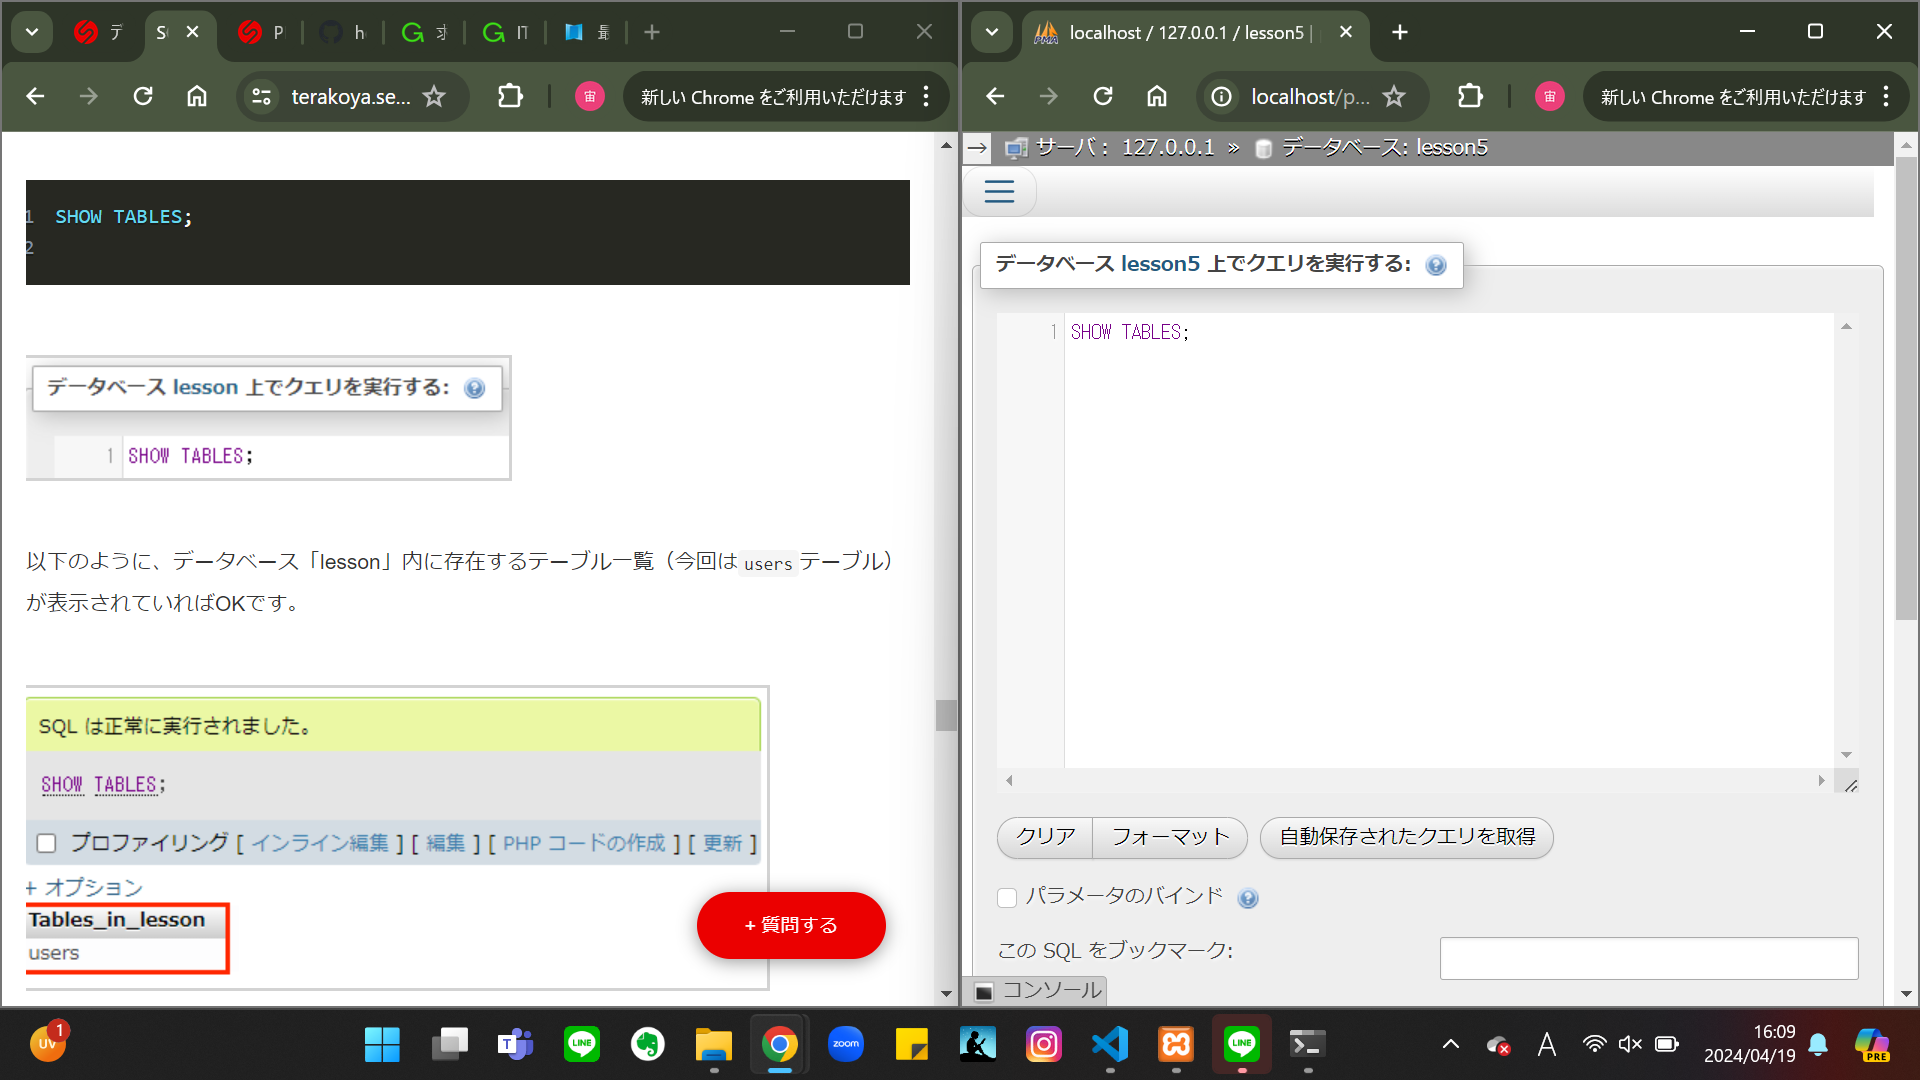 デ
S
P
h
IT
最
terakoya.se...
宙
新しい Chrome をご利用いただけます
1 SHOW TABLES;
2
データベース lesson 上でクエリを実行する:
1 SHOW TABLES;
以下のように、データベース「lesson」内に存在するテーブル一覧（今回は users テーブル）
が表示されていればOKです。
SQL は正常に実行されました。
SHOW TABLES;
プロファイリング [ インライン編集 ] [ 編集 ] [ PHP コードの作成 ] [ 更新 ]
+ オプション
Tables_in_lesson
users
+ 質問する
PMA
localhost / 127.0.0.1 / lesson5 |
localhost/p...
宙
新しい Chrome をご利用いただけます
サーバ : 127.0.0.1 » データベース: lesson5
データベース lesson5 上でクエリを実行する:
1 SHOW TABLES;
クリア フォーマット 自動保存されたクエリを取得
パラメータのバインド
この SQL をブックマーク:
コンソール
UV
1
T
LINE
zoom
LINE
A
16:09
2024/04/19
PRE